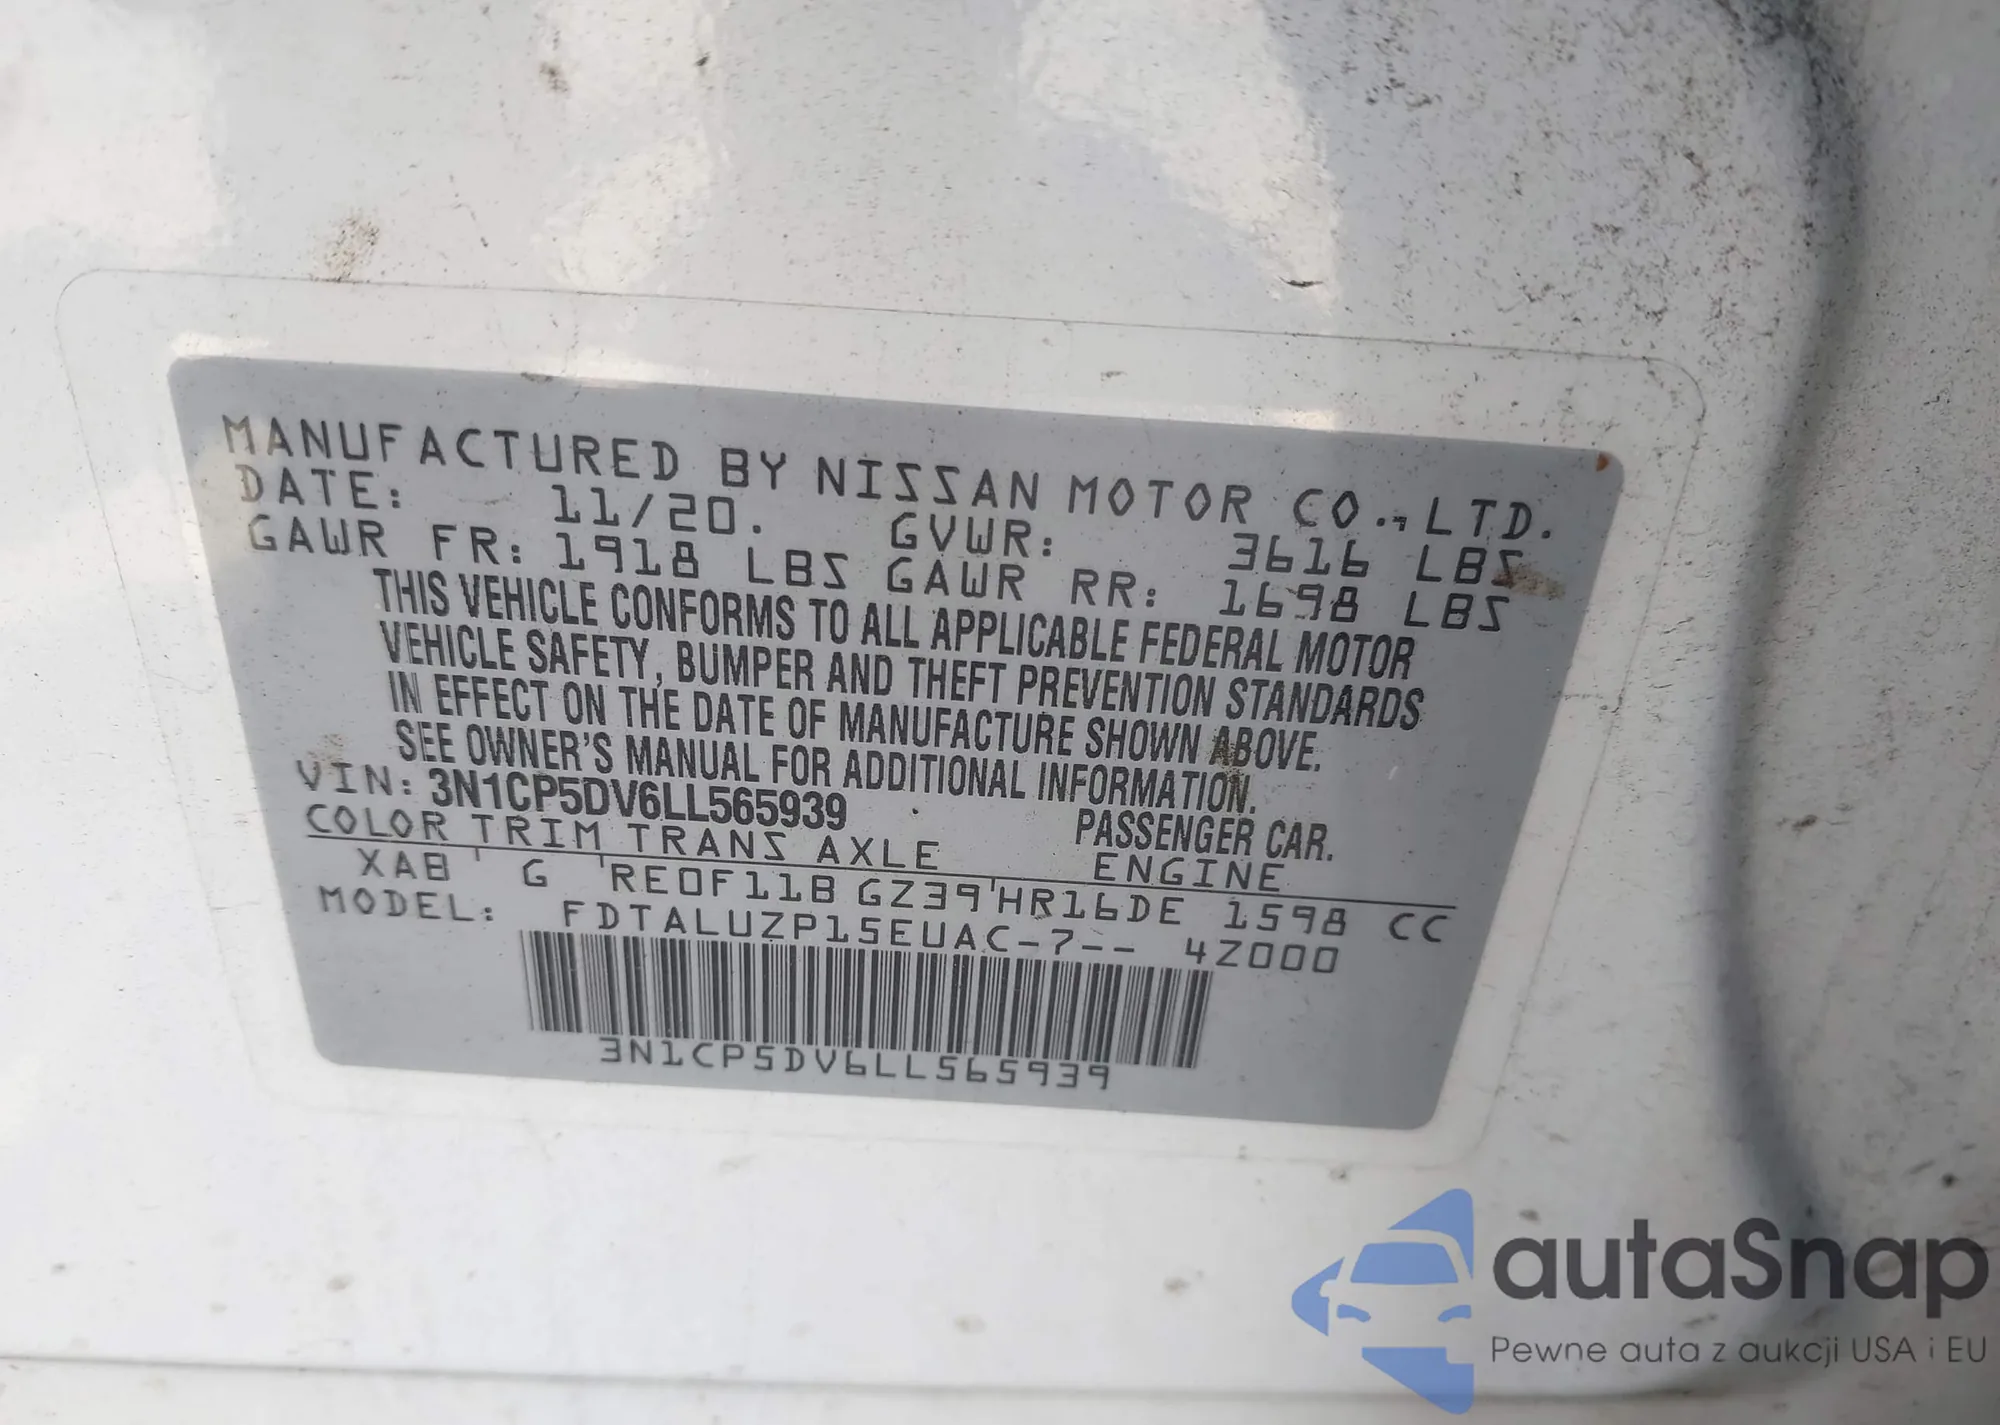 MANUFACTURED BY NISSAN MOTOR CO., LTD.
DATE: 11/20. GVWR: 3616 LBS
GAWR FR: 1918 LBS GAWR RR: 1698 LBS
THIS VEHICLE CONFORMS TO ALL APPLICABLE FEDERAL MOTOR
VEHICLE SAFETY, BUMPER AND THEFT PREVENTION STANDARDS
IN EFFECT ON THE DATE OF MANUFACTURE SHOWN ABOVE.
SEE OWNER'S MANUAL FOR ADDITIONAL INFORMATION.
VIN: 3N1CP5DV6LL565939 PASSENGER CAR.
COLOR TRIM TRANS AXLE ENGINE
XAB G RE0F11B GZ39 HR16DE 1598 CC
MODEL: FDTALUZP15EUAC-7-- 4Z000
3N1CP5DV6LL565939
autaSnap
Pewne auta z aukcji USA i EU